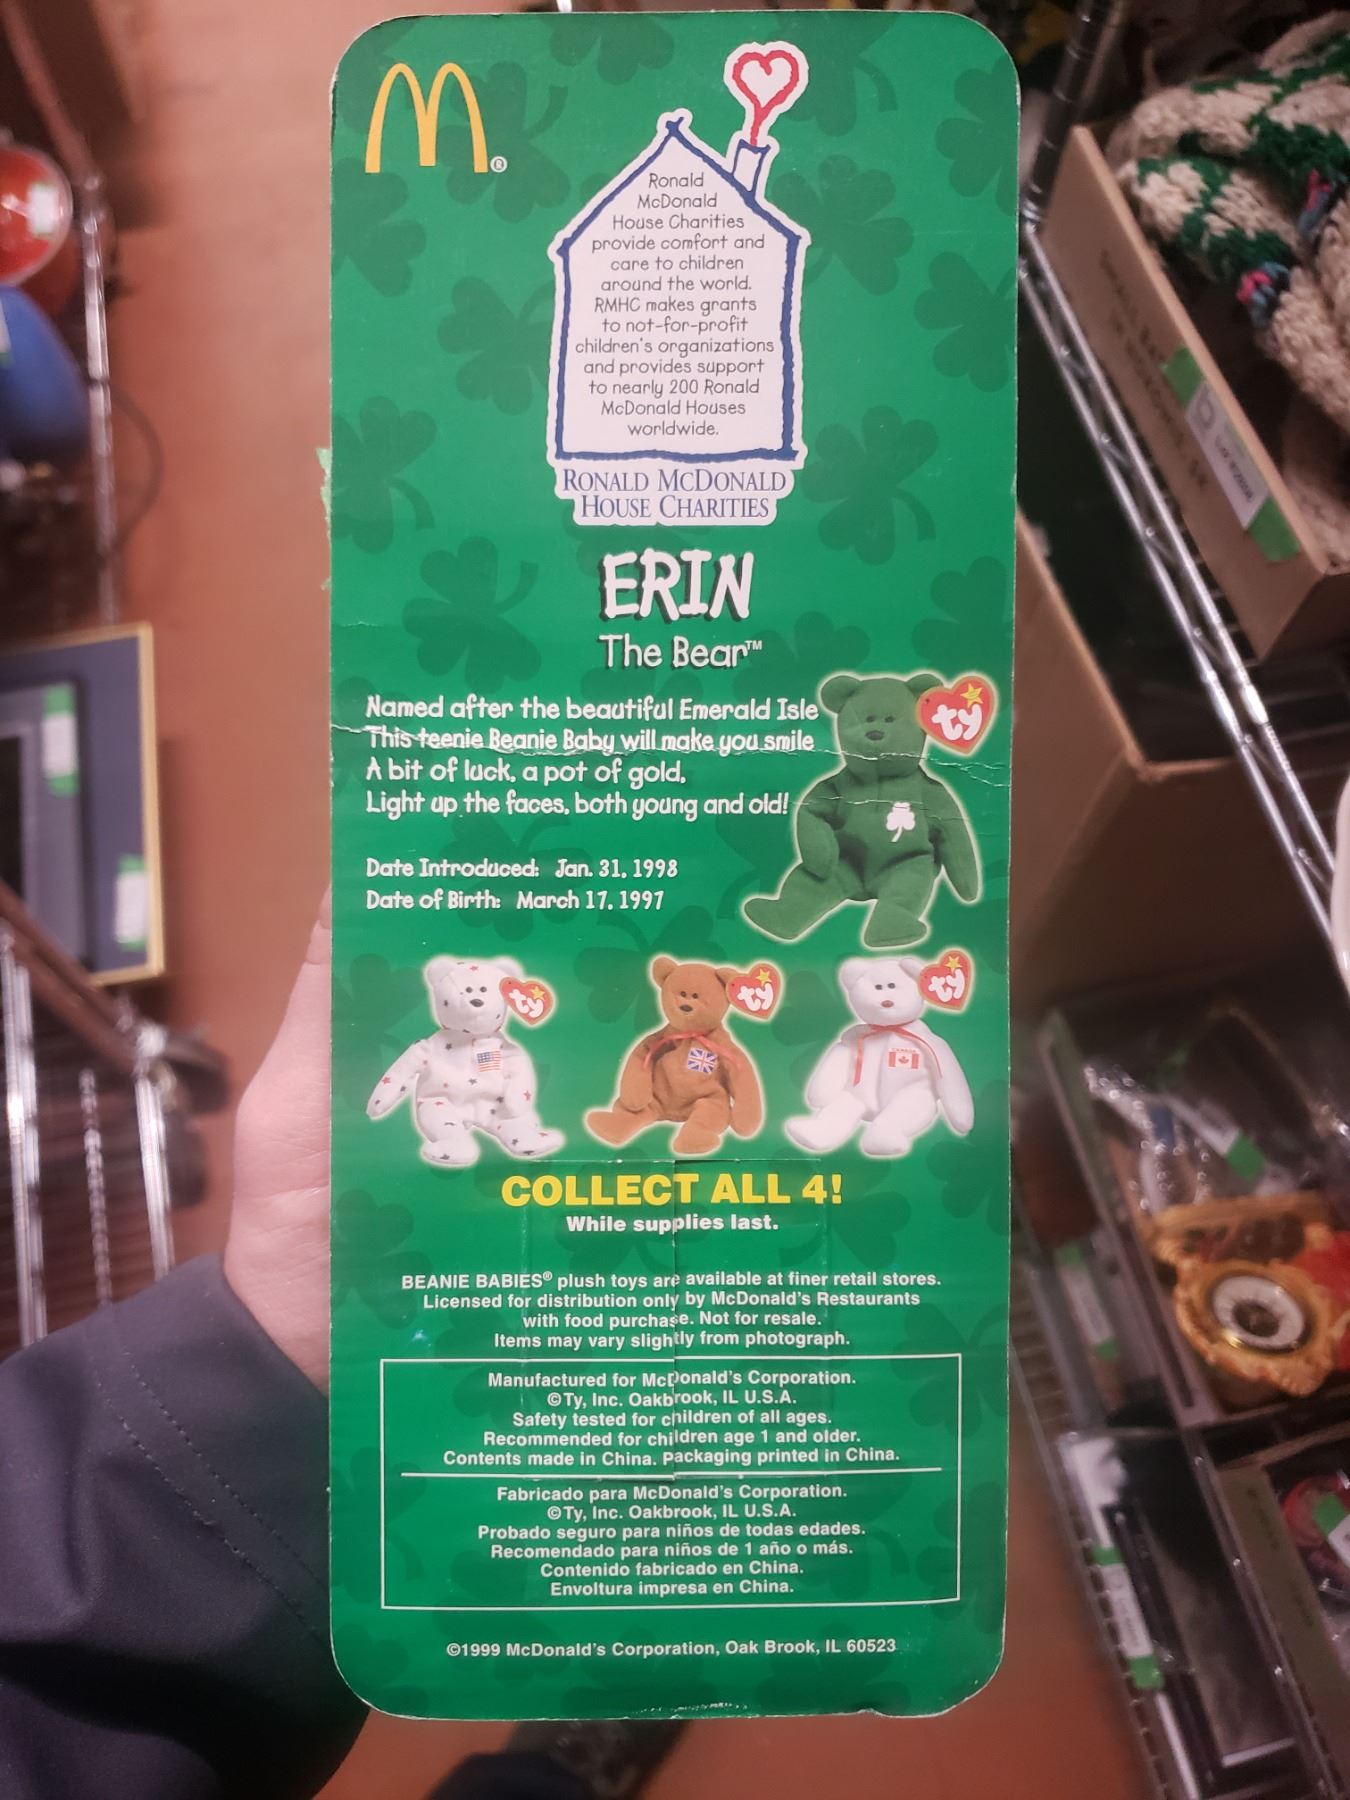 M®
Ronald
McDonald
House Charities
provide comfort and
care to children
around the world.
RMHC makes grants
to not-for-profit
children's organizations
and provides support
to nearly 200 Ronald
McDonald Houses
worldwide.
RONALD MCDONALD
HOUSE CHARITIES
ERIN
The Bear™
Named after the beautiful Emerald Isle
This teenie Beanie Baby will make you smile
A bit of luck, a pot of gold,
Light up the faces, both young and old!
ty
Date Introduced: Jan. 31, 1998
Date of Birth: March 17, 1997
ty
ty
ty
CANADA
COLLECT ALL 4!
While supplies last.
BEANIE BABIES® plush toys are available at finer retail stores.
Licensed for distribution only by McDonald's Restaurants
with food purchase. Not for resale.
Items may vary slightly from photograph.
Manufactured for McDonald's Corporation.
©Ty, Inc. Oakbrook, IL U.S.A.
Safety tested for children of all ages.
Recommended for children age 1 and older.
Contents made in China. Packaging printed in China.
Fabricado para McDonald's Corporation.
©Ty, Inc. Oakbrook, IL U.S.A.
Probado seguro para niños de todas edades.
Recomendado para niños de 1 año o más.
Contenido fabricado en China.
Envoltura impresa en China.
©1999 McDonald's Corporation, Oak Brook, IL 60523